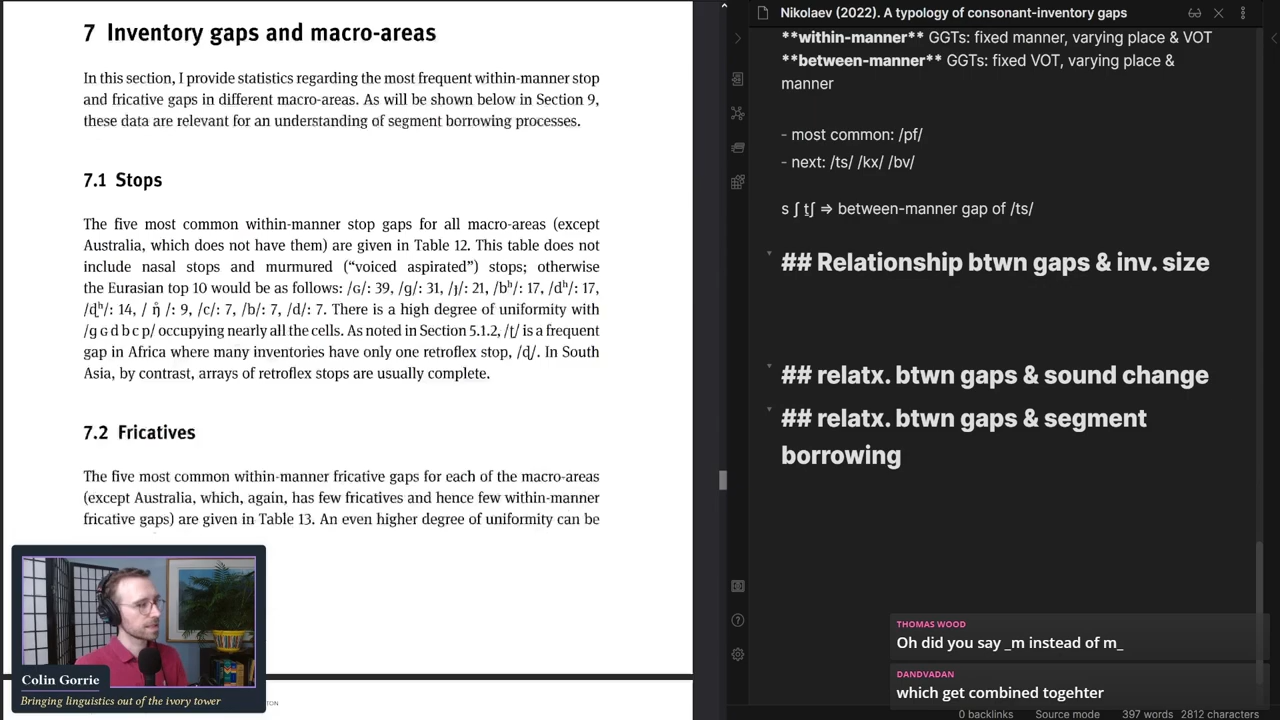 7 Inventory gaps and macro-areas
In this section, I provide statistics regarding the most frequent within-manner stop
and fricative gaps in different macro-areas. As will be shown below in Section 9,
these data are relevant for an understanding of segment borrowing processes.
7.1 Stops
The five most common within-manner stop gaps for all macro-areas (except
Australia, which does not have them) are given in Table 12. This table does not
include nasal stops and murmured (“voiced aspirated”) stops; otherwise
the Eurasian top 10 would be as follows: /ɢ/: 39, /ɡ/: 31, /ɟ/: 21, /bʱ/: 17, /dʱ/: 17,
/ɖʱ/: 14, / ŋ̊ /: 9, /c/: 7, /b/: 7, /d/: 7. There is a high degree of uniformity with
/ɡ ɢ d b c p/ occupying nearly all the cells. As noted in Section 5.1.2, /ʈ/ is a frequent
gap in Africa where many inventories have only one retroflex stop, /ɖ/. In South
Asia, by contrast, arrays of retroflex stops are usually complete.
7.2 Fricatives
The five most common within-manner fricative gaps for each of the macro-areas
(except Australia, which, again, has few fricatives and hence few within-manner
fricative gaps) are given in Table 13. An even higher degree of uniformity can be
Colin Gorrie
Bringing linguistics out of the ivory tower
TON
Nikolaev (2022). A typology of consonant-inventory gaps
**within-manner** GGTs: fixed manner, varying place & VOT
**between-manner** GGTs: fixed VOT, varying place &
manner
- most common: /pf/
- next: /ts/ /kx/ /bv/
s ʃ t̠ʃ ⇒ between-manner gap of /ts/
## Relationship btwn gaps & inv. size
## relatx. btwn gaps & sound change
## relatx. btwn gaps & segment
borrowing
THOMAS WOOD
Oh did you say _m instead of m_
DANDVADAN
which get combined togehter
0 backlinks Source mode 397 words 2812 characters